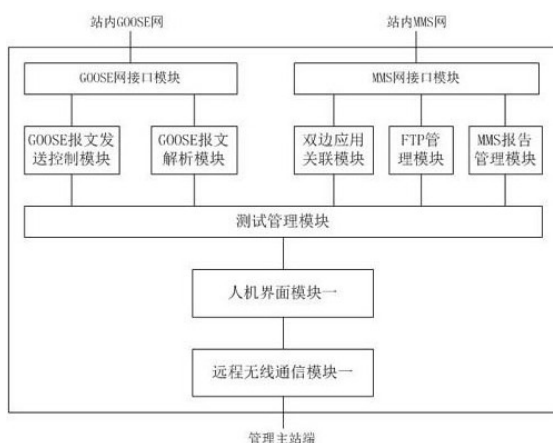 站内GOOSE网
站内MMS网
GOOSE网接口模块
MMS网接口模块
GOOSE报文发
送控制模块
GOOSE报文
解析模块
双边应用
关联模块
FTP管
理模块
MMS报告
管理模块
测试管理模块
人机界面模块一
远程无线通信模块一
管理主站端